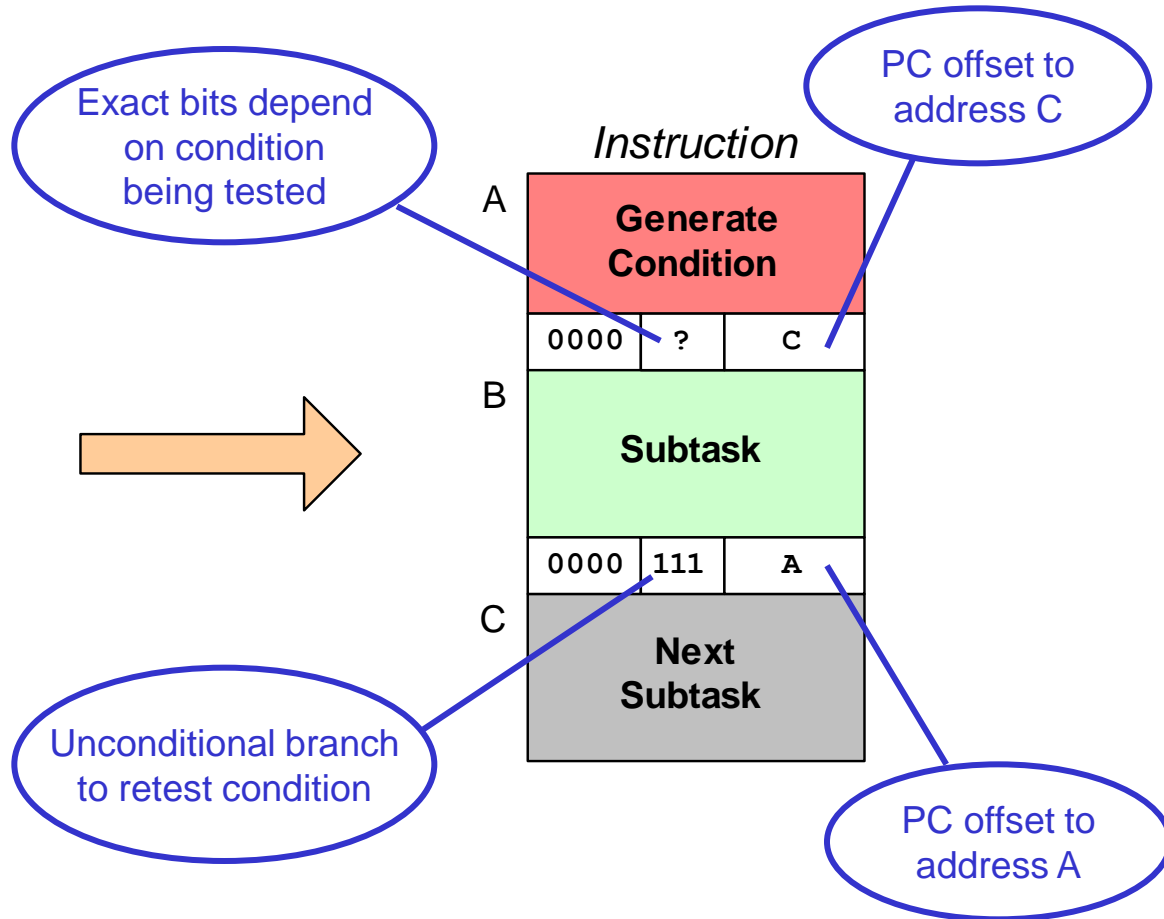 Exact bits depend
on condition
being tested
PC offset to
address C
Instruction
A
Generate
Condition
0000 ? C
B
Subtask
0000 111 A
C
Next
Subtask
Unconditional branch
to retest condition
PC offset to
address A